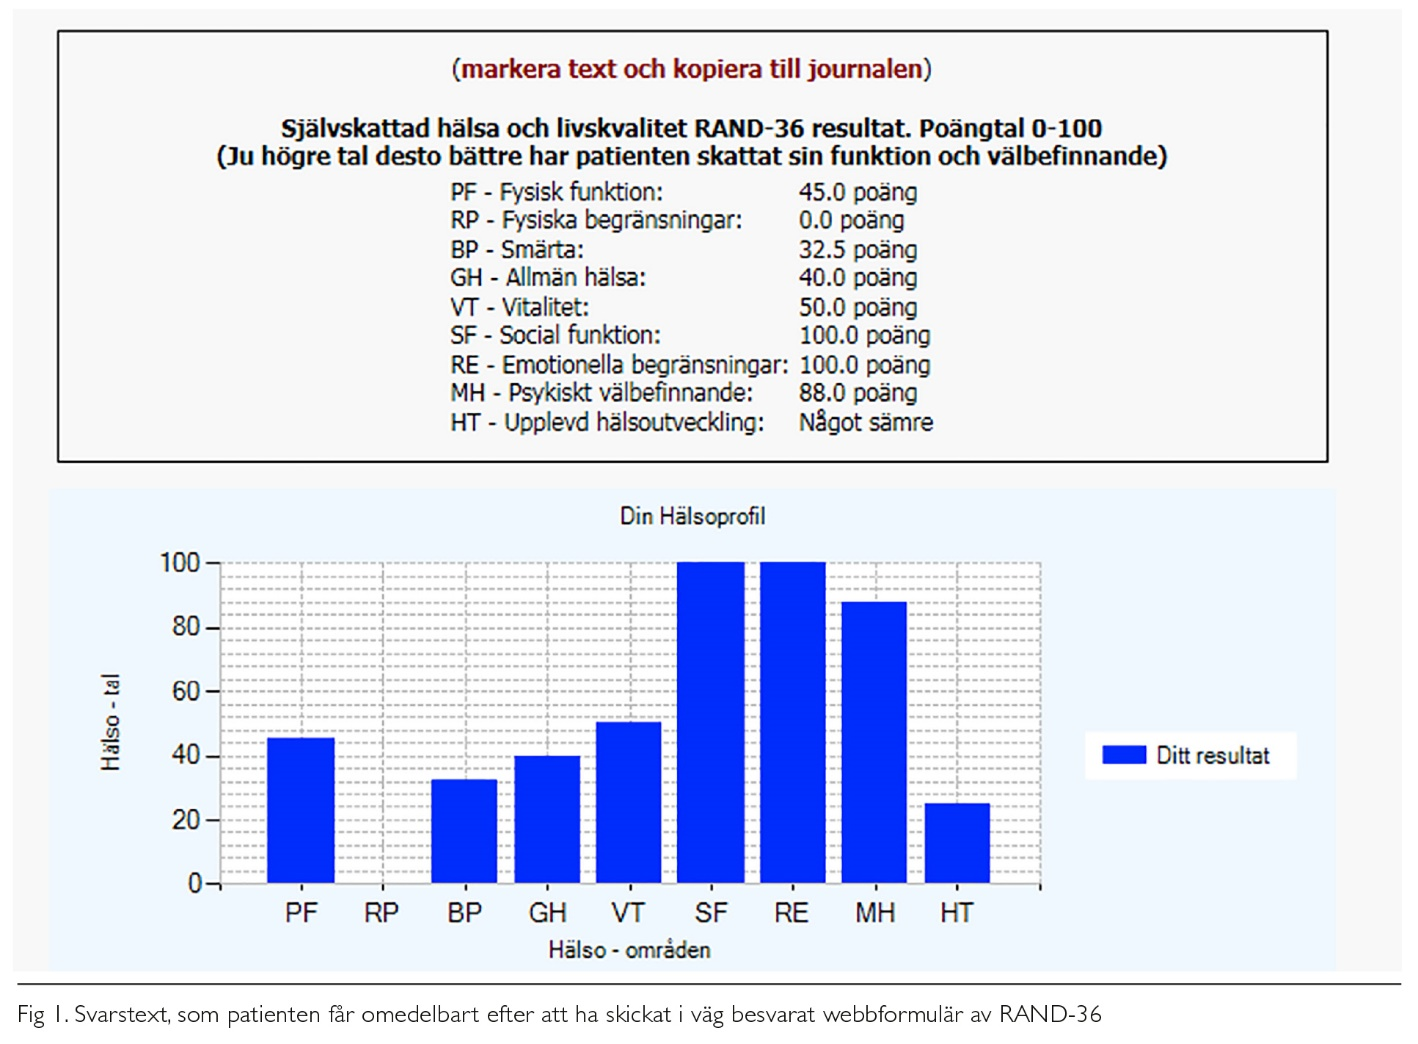 (markera text och kopiera till journalen)
Självskattad hälsa och livskvalitet RAND-36 resultat. Poängtal 0-100
(Ju högre tal desto bättre har patienten skattat sin funktion och välbefinnande)
PF - Fysisk funktion: 45.0 poäng
RP - Fysiska begränsningar: 0.0 poäng
BP - Smärta: 32.5 poäng
GH - Allmän hälsa: 40.0 poäng
VT - Vitalitet: 50.0 poäng
SF - Social funktion: 100.0 poäng
RE - Emotionella begränsningar: 100.0 poäng
MH - Psykiskt välbefinnande: 88.0 poäng
HT - Upplevd hälsoutveckling: Något sämre
Din Hälsoprofil
100
80
60
40
20
0
Hälso - tal
PF RP BP GH VT SF RE MH HT
Hälso - områden
Ditt resultat
Fig 1. Svarstext, som patienten får omedelbart efter att ha skickat i väg besvarat webbformulär av RAND-36